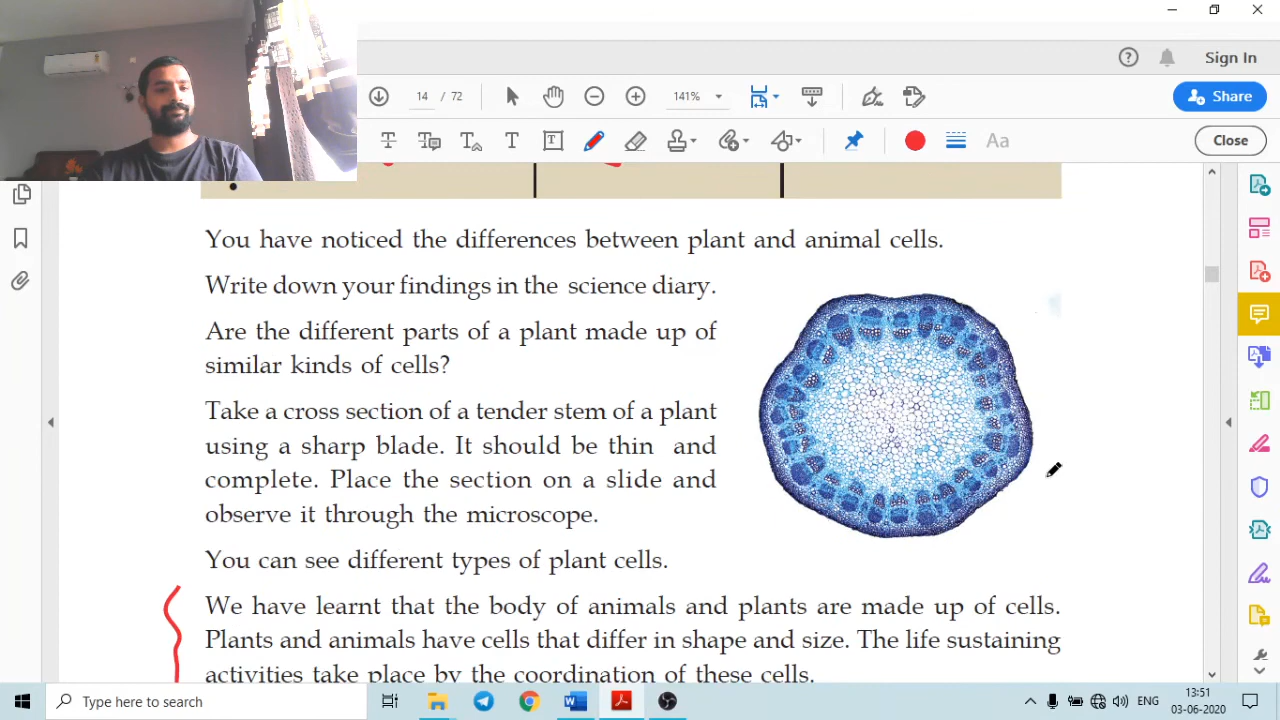 Sign In
14 / 72
141%
Share
T
T
T
T
T
Aa
Close
You have noticed the differences between plant and animal cells.
Write down your findings in the science diary.
Are the different parts of a plant made up of
similar kinds of cells?
Take a cross section of a tender stem of a plant
using a sharp blade. It should be thin and
complete. Place the section on a slide and
observe it through the microscope.
You can see different types of plant cells.
We have learnt that the body of animals and plants are made up of cells.
Plants and animals have cells that differ in shape and size. The life sustaining
activities take place by the coordination of these cells.
Type here to search
ENG
13:51
03-06-2020